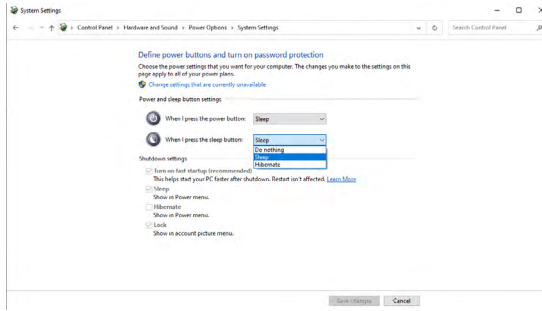 System Settings
Control Panel > Hardware and Sound > Power Options > System Settings
Search Control Panel
Define power buttons and turn on password protection
Choose the power settings that you want for your computer. The changes you make to the settings on this
page apply to all of your power plans.
Change settings that are currently unavailable
Power and sleep button settings
When I press the power button: Sleep
When I press the sleep button: Sleep
Do nothing
Sleep
Hibernate
Shutdown settings
Turn on fast startup (recommended)
This helps start your PC faster after shutdown. Restart isn't affected. Learn More
Sleep
Show in Power menu.
Hibernate
Show in Power menu.
Lock
Show in account picture menu.
Save changes Cancel